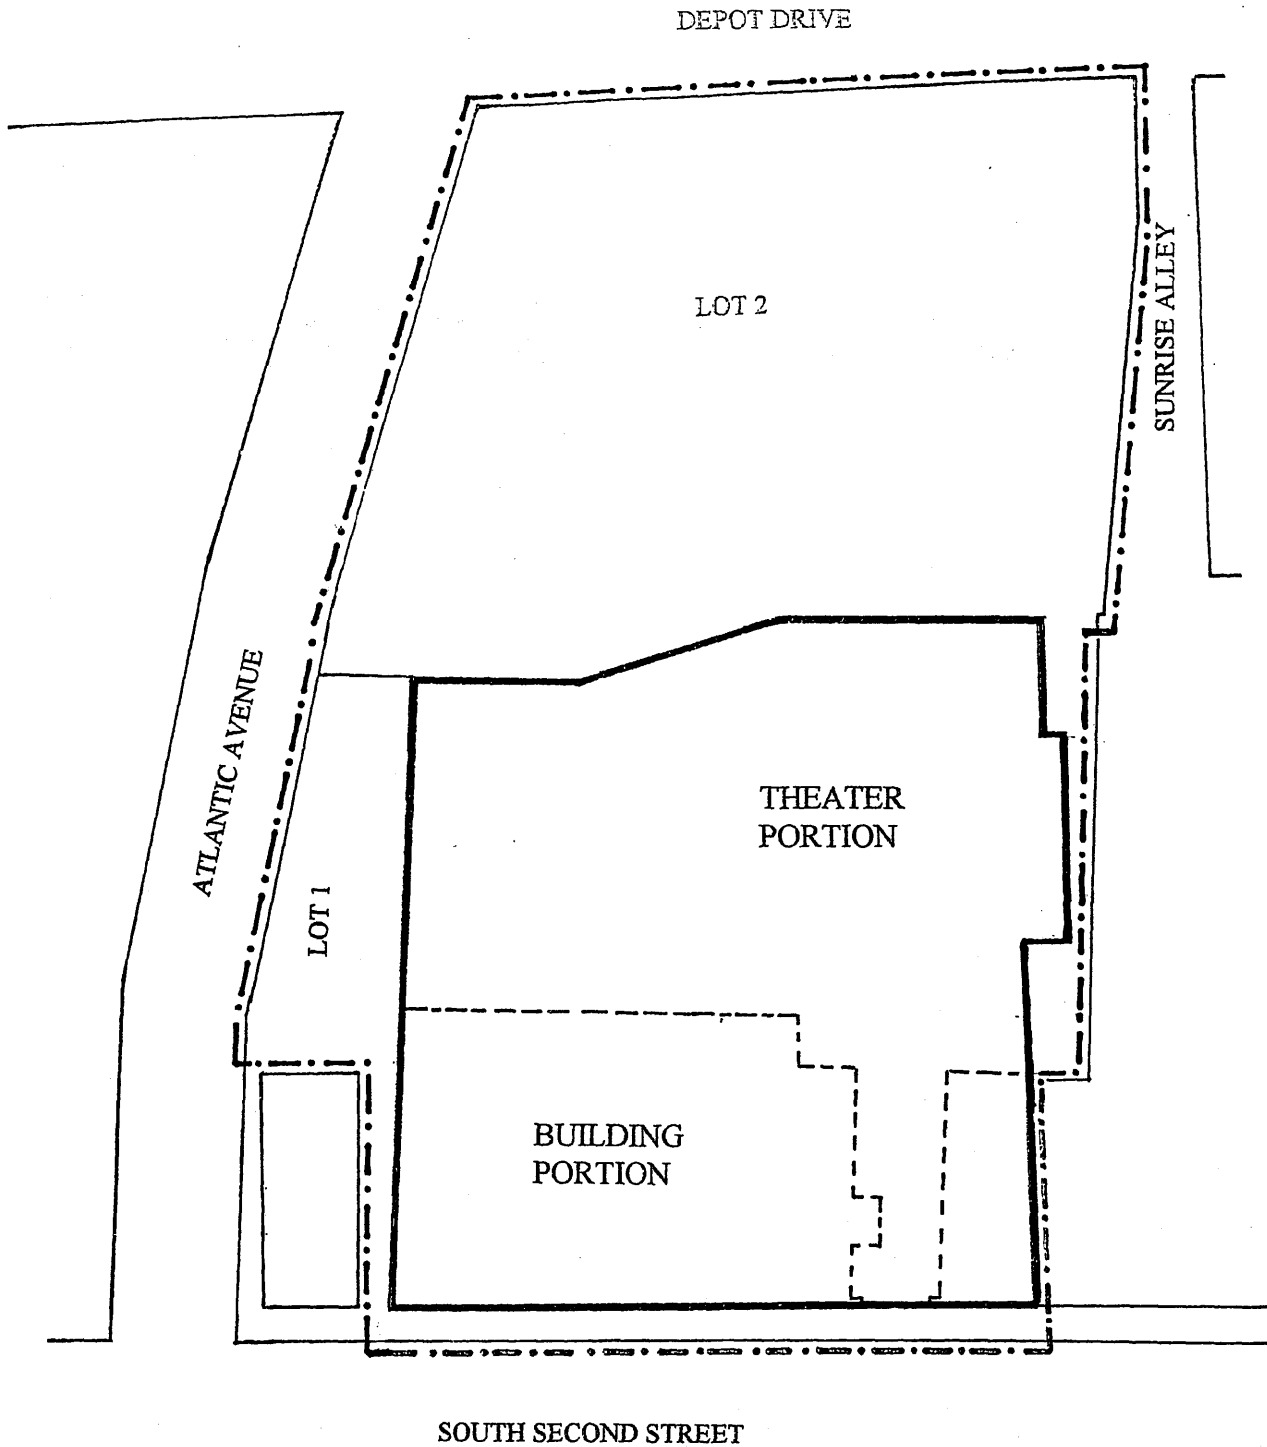 DEPOT DRIVE
LOT 2
SUNRISE ALLEY
ATLANTIC AVENUE
THEATER
PORTION
LOT 1
BUILDING
PORTION
SOUTH SECOND STREET